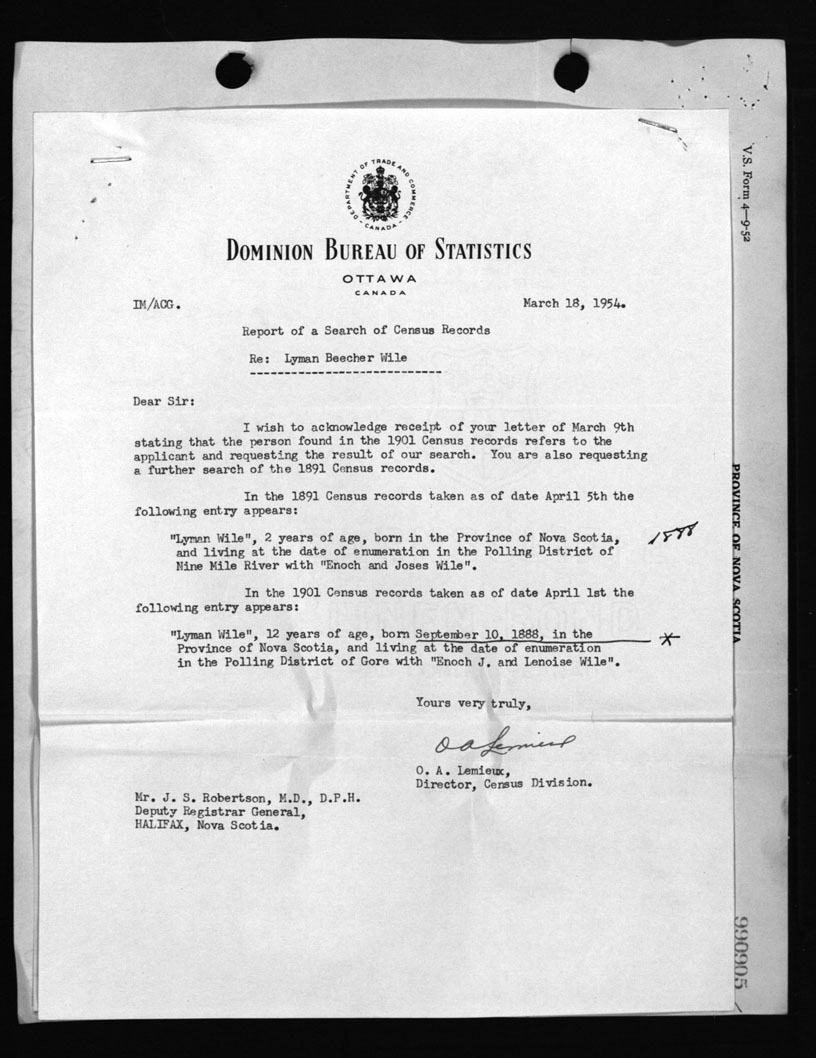 DEPARTMENT OF TRADE AND COMMERCE
- CANADA -
DOMINION BUREAU OF STATISTICS
OTTAWA
CANADA
IM/ACG. March 18, 1954.
Report of a Search of Census Records
Re: Lyman Beecher Wile
Dear Sir:
I wish to acknowledge receipt of your letter of March 9th
stating that the person found in the 1901 Census records refers to the
applicant and requesting the result of our search. You are also requesting
a further search of the 1891 Census records.
In the 1891 Census records taken as of date April 5th the
following entry appears:
"Lyman Wile", 2 years of age, born in the Province of Nova Scotia, 1888
and living at the date of enumeration in the Polling District of
Nine Mile River with "Enoch and Joses Wile".
In the 1901 Census records taken as of date April 1st the
following entry appears:
"Lyman Wile", 12 years of age, born September 10, 1888, in the
Province of Nova Scotia, and living at the date of enumeration
in the Polling District of Gore with "Enoch J. and Lenoise Wile".
Yours very truly,
O A Lemieux
O. A. Lemieux,
Director, Census Division.
Mr. J. S. Robertson, M.D., D.P.H.
Deputy Registrar General,
HALIFAX, Nova Scotia.
V.S. Form 4-9-52
PROVINCE OF NOVA SCOTIA
990905